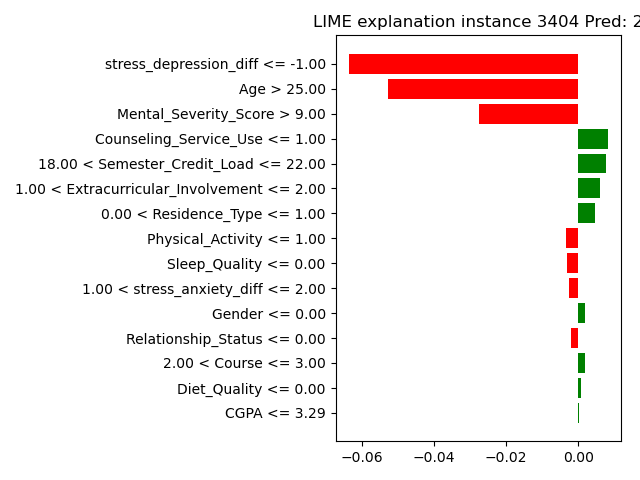 LIME explanation instance 3404 Pred: 2
stress_depression_diff <= -1.00
Age > 25.00
Mental_Severity_Score > 9.00
Counseling_Service_Use <= 1.00
18.00 < Semester_Credit_Load <= 22.00
1.00 < Extracurricular_Involvement <= 2.00
0.00 < Residence_Type <= 1.00
Physical_Activity <= 1.00
Sleep_Quality <= 0.00
1.00 < stress_anxiety_diff <= 2.00
Gender <= 0.00
Relationship_Status <= 0.00
2.00 < Course <= 3.00
Diet_Quality <= 0.00
CGPA <= 3.29
−0.06 −0.04 −0.02 0.00